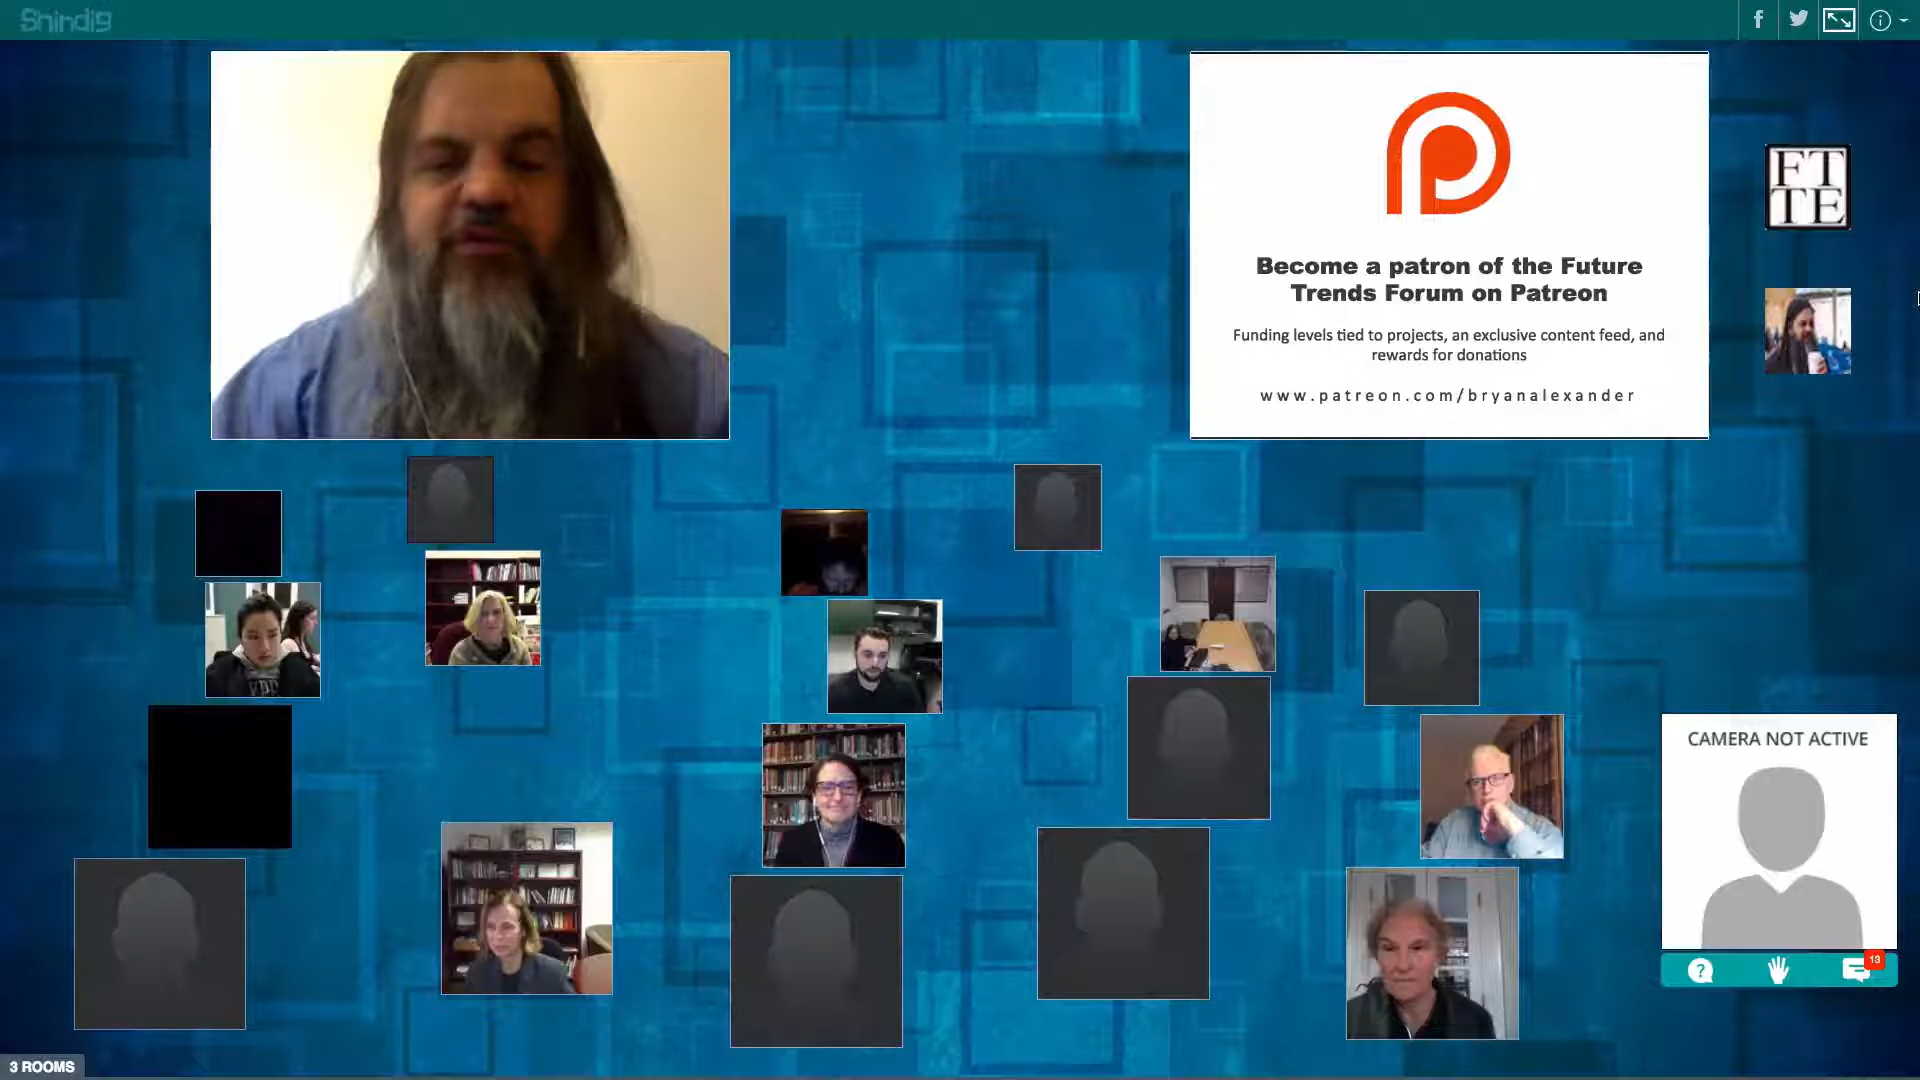 Shindig
Become a patron of the Future
Trends Forum on Patreon
Funding levels tied to projects, an exclusive content feed, and
rewards for donations
www.patreon.com/bryanalexander
FT
TE
CAMERA NOT ACTIVE
13
3 ROOMS